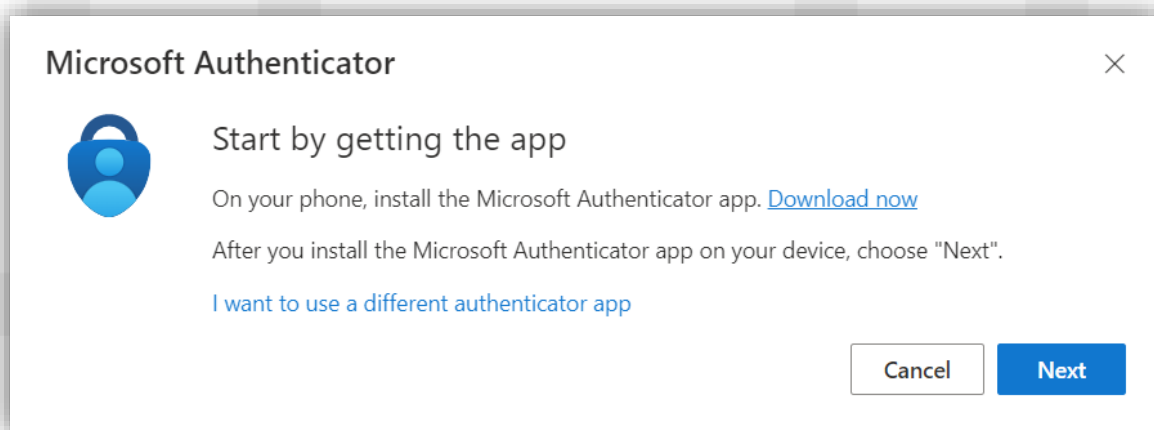 Microsoft Authenticator
Start by getting the app
On your phone, install the Microsoft Authenticator app. Download now
After you install the Microsoft Authenticator app on your device, choose "Next".
I want to use a different authenticator app
Cancel Next